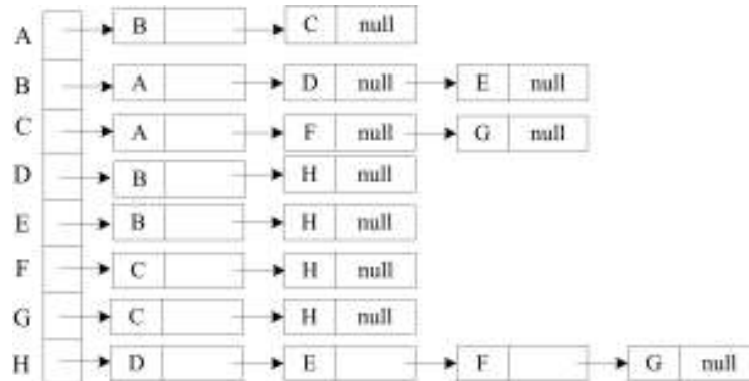 A B C null
B A D null E null
C A F null G null
D B H null
E B H null
F C H null
G C H null
H D E F G null